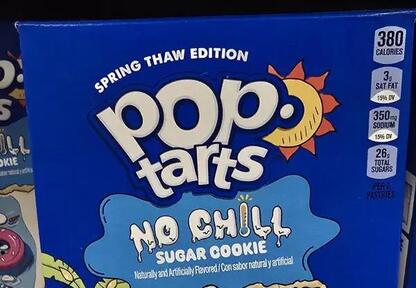 SPRING THAW EDITION
POP.
tarts
NO CHILL
SUGAR COOKIE
Naturally and Artificially Flavored / Con sabor natural y artificial
380
CALORIES
3g
SAT FAT
15% DV
350mg
SODIUM
15% DV
26g
TOTAL
SUGARS
PER 2
PASTRIES